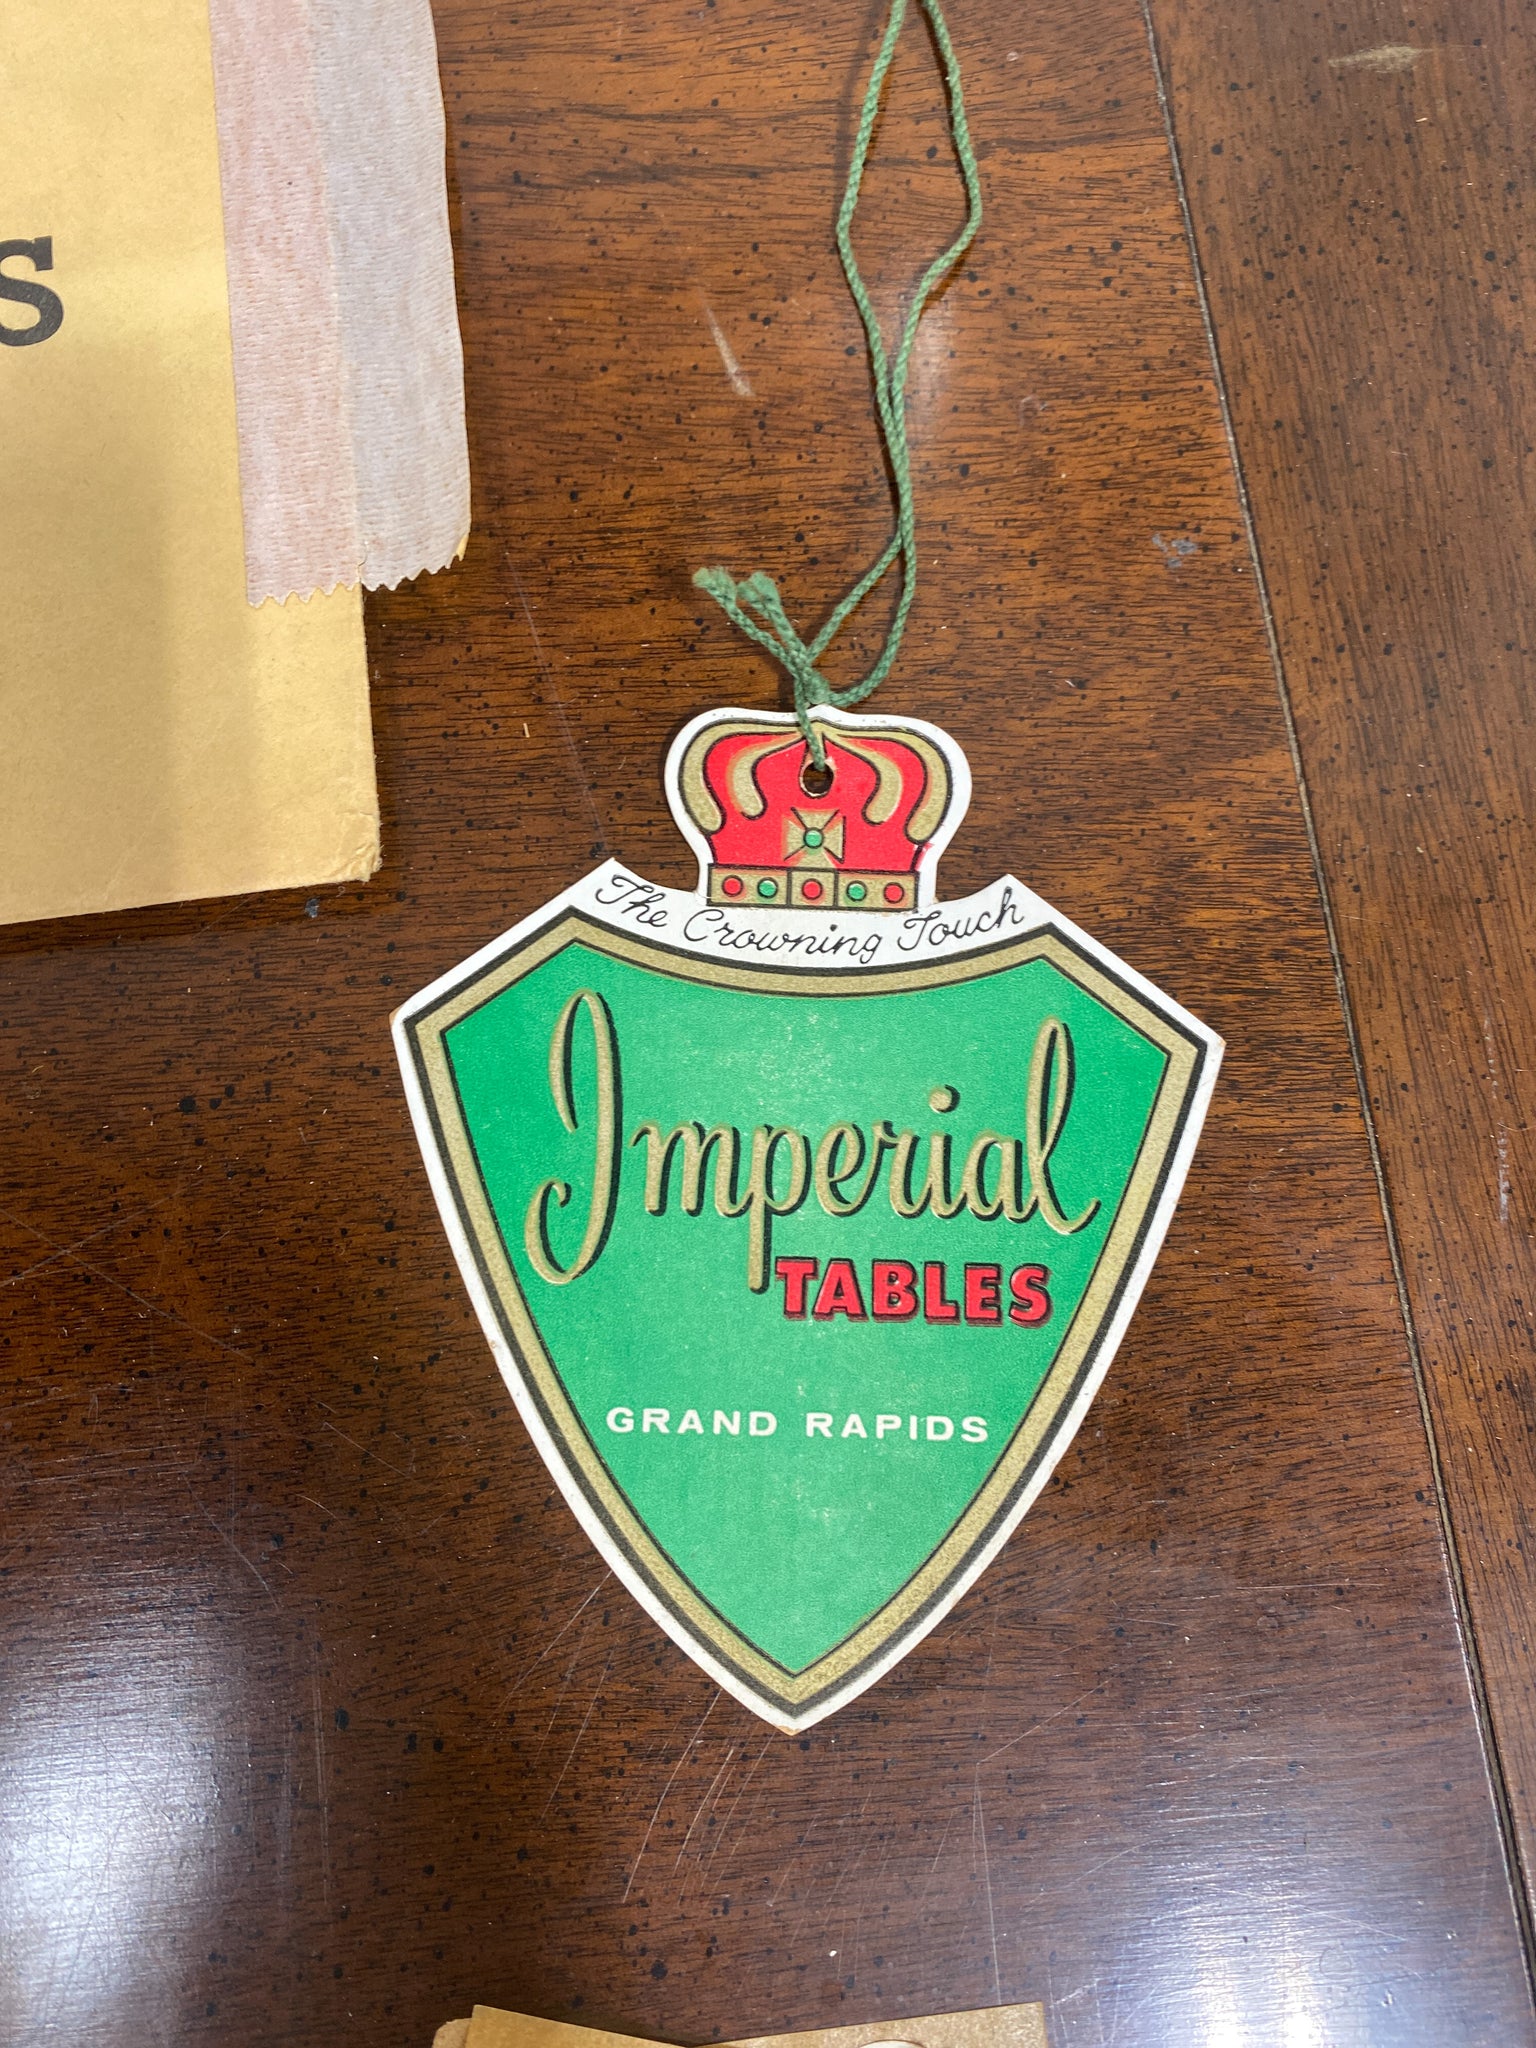 S
The Crowning Touch
Imperial
TABLES
GRAND RAPIDS